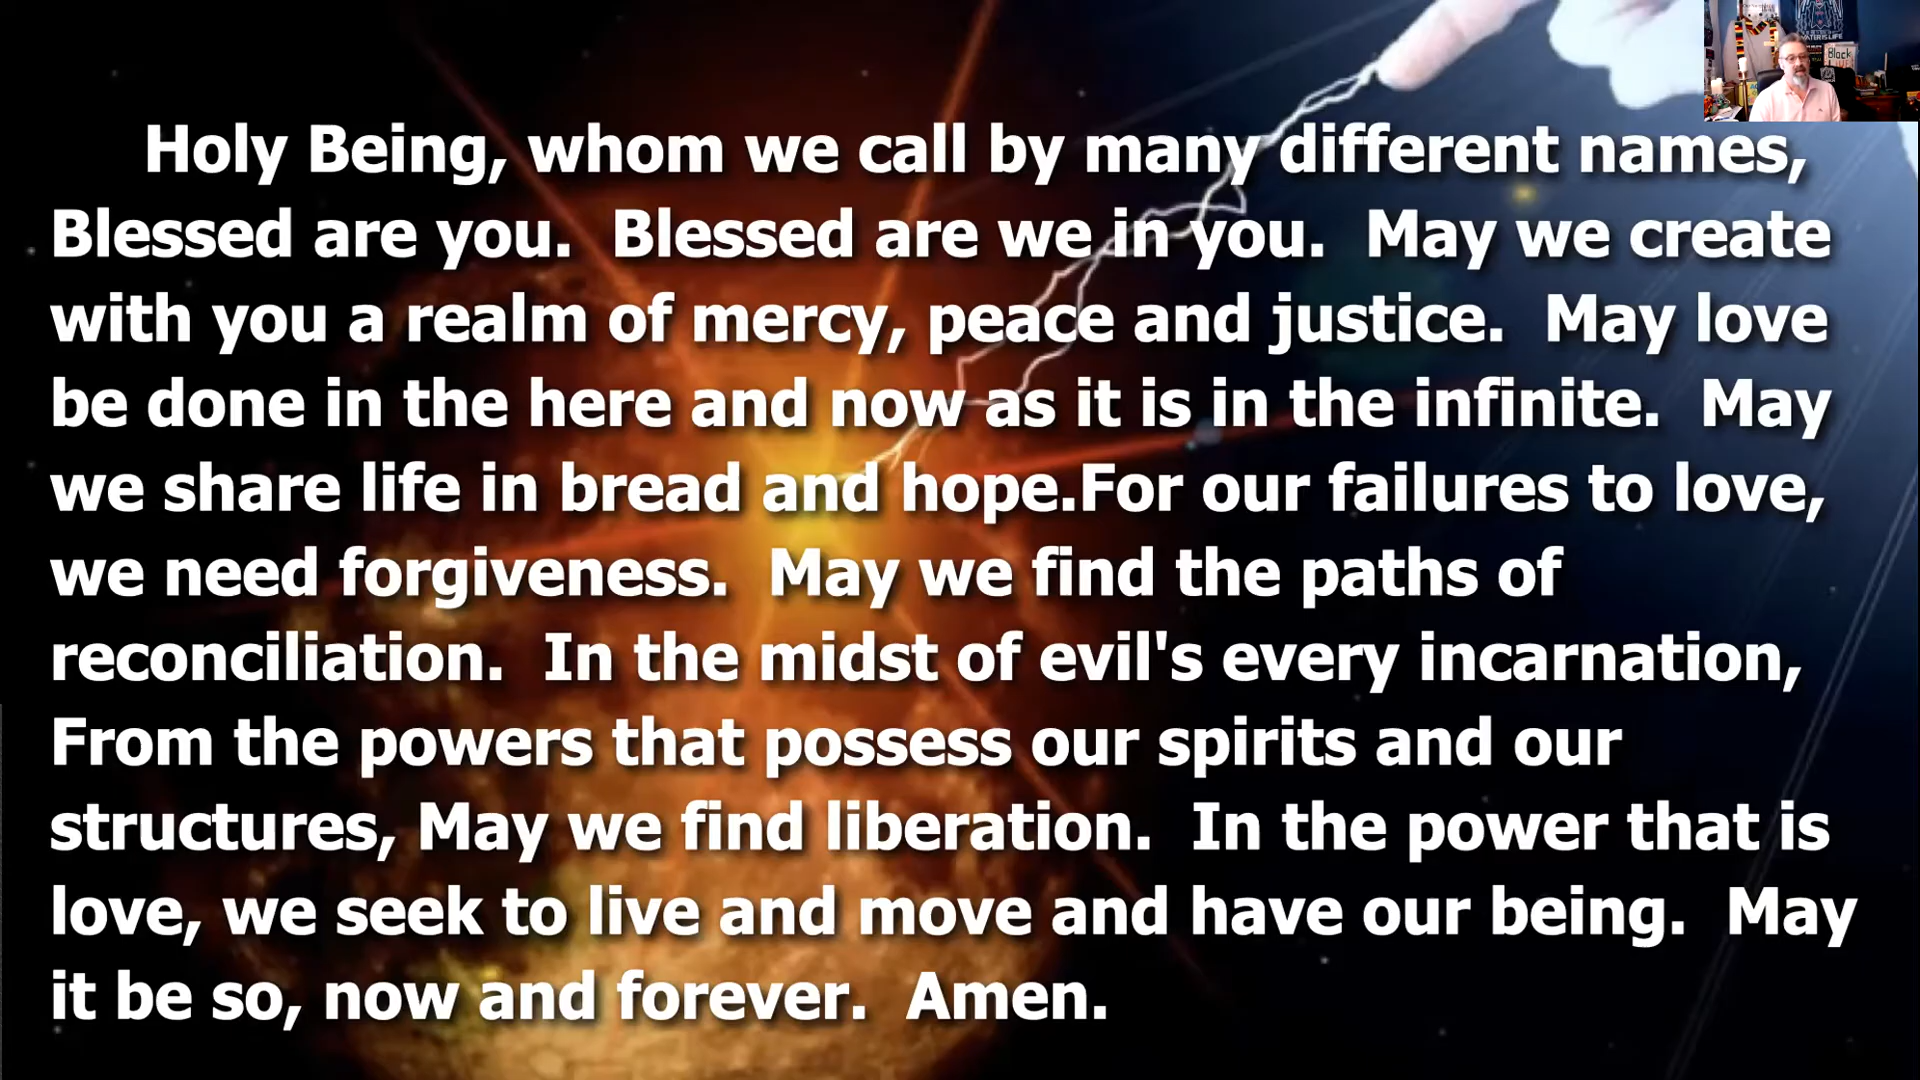 Holy Being, whom we call by many different names,
Blessed are you.  Blessed are we in you.  May we create
with you a realm of mercy, peace and justice.  May love
be done in the here and now as it is in the infinite.  May
we share life in bread and hope.For our failures to love,
we need forgiveness.  May we find the paths of
reconciliation.  In the midst of evil's every incarnation,
From the powers that possess our spirits and our
structures, May we find liberation.  In the power that is
love, we seek to live and move and have our being.  May
it be so, now and forever.  Amen.
WATER IS LIFE
Black